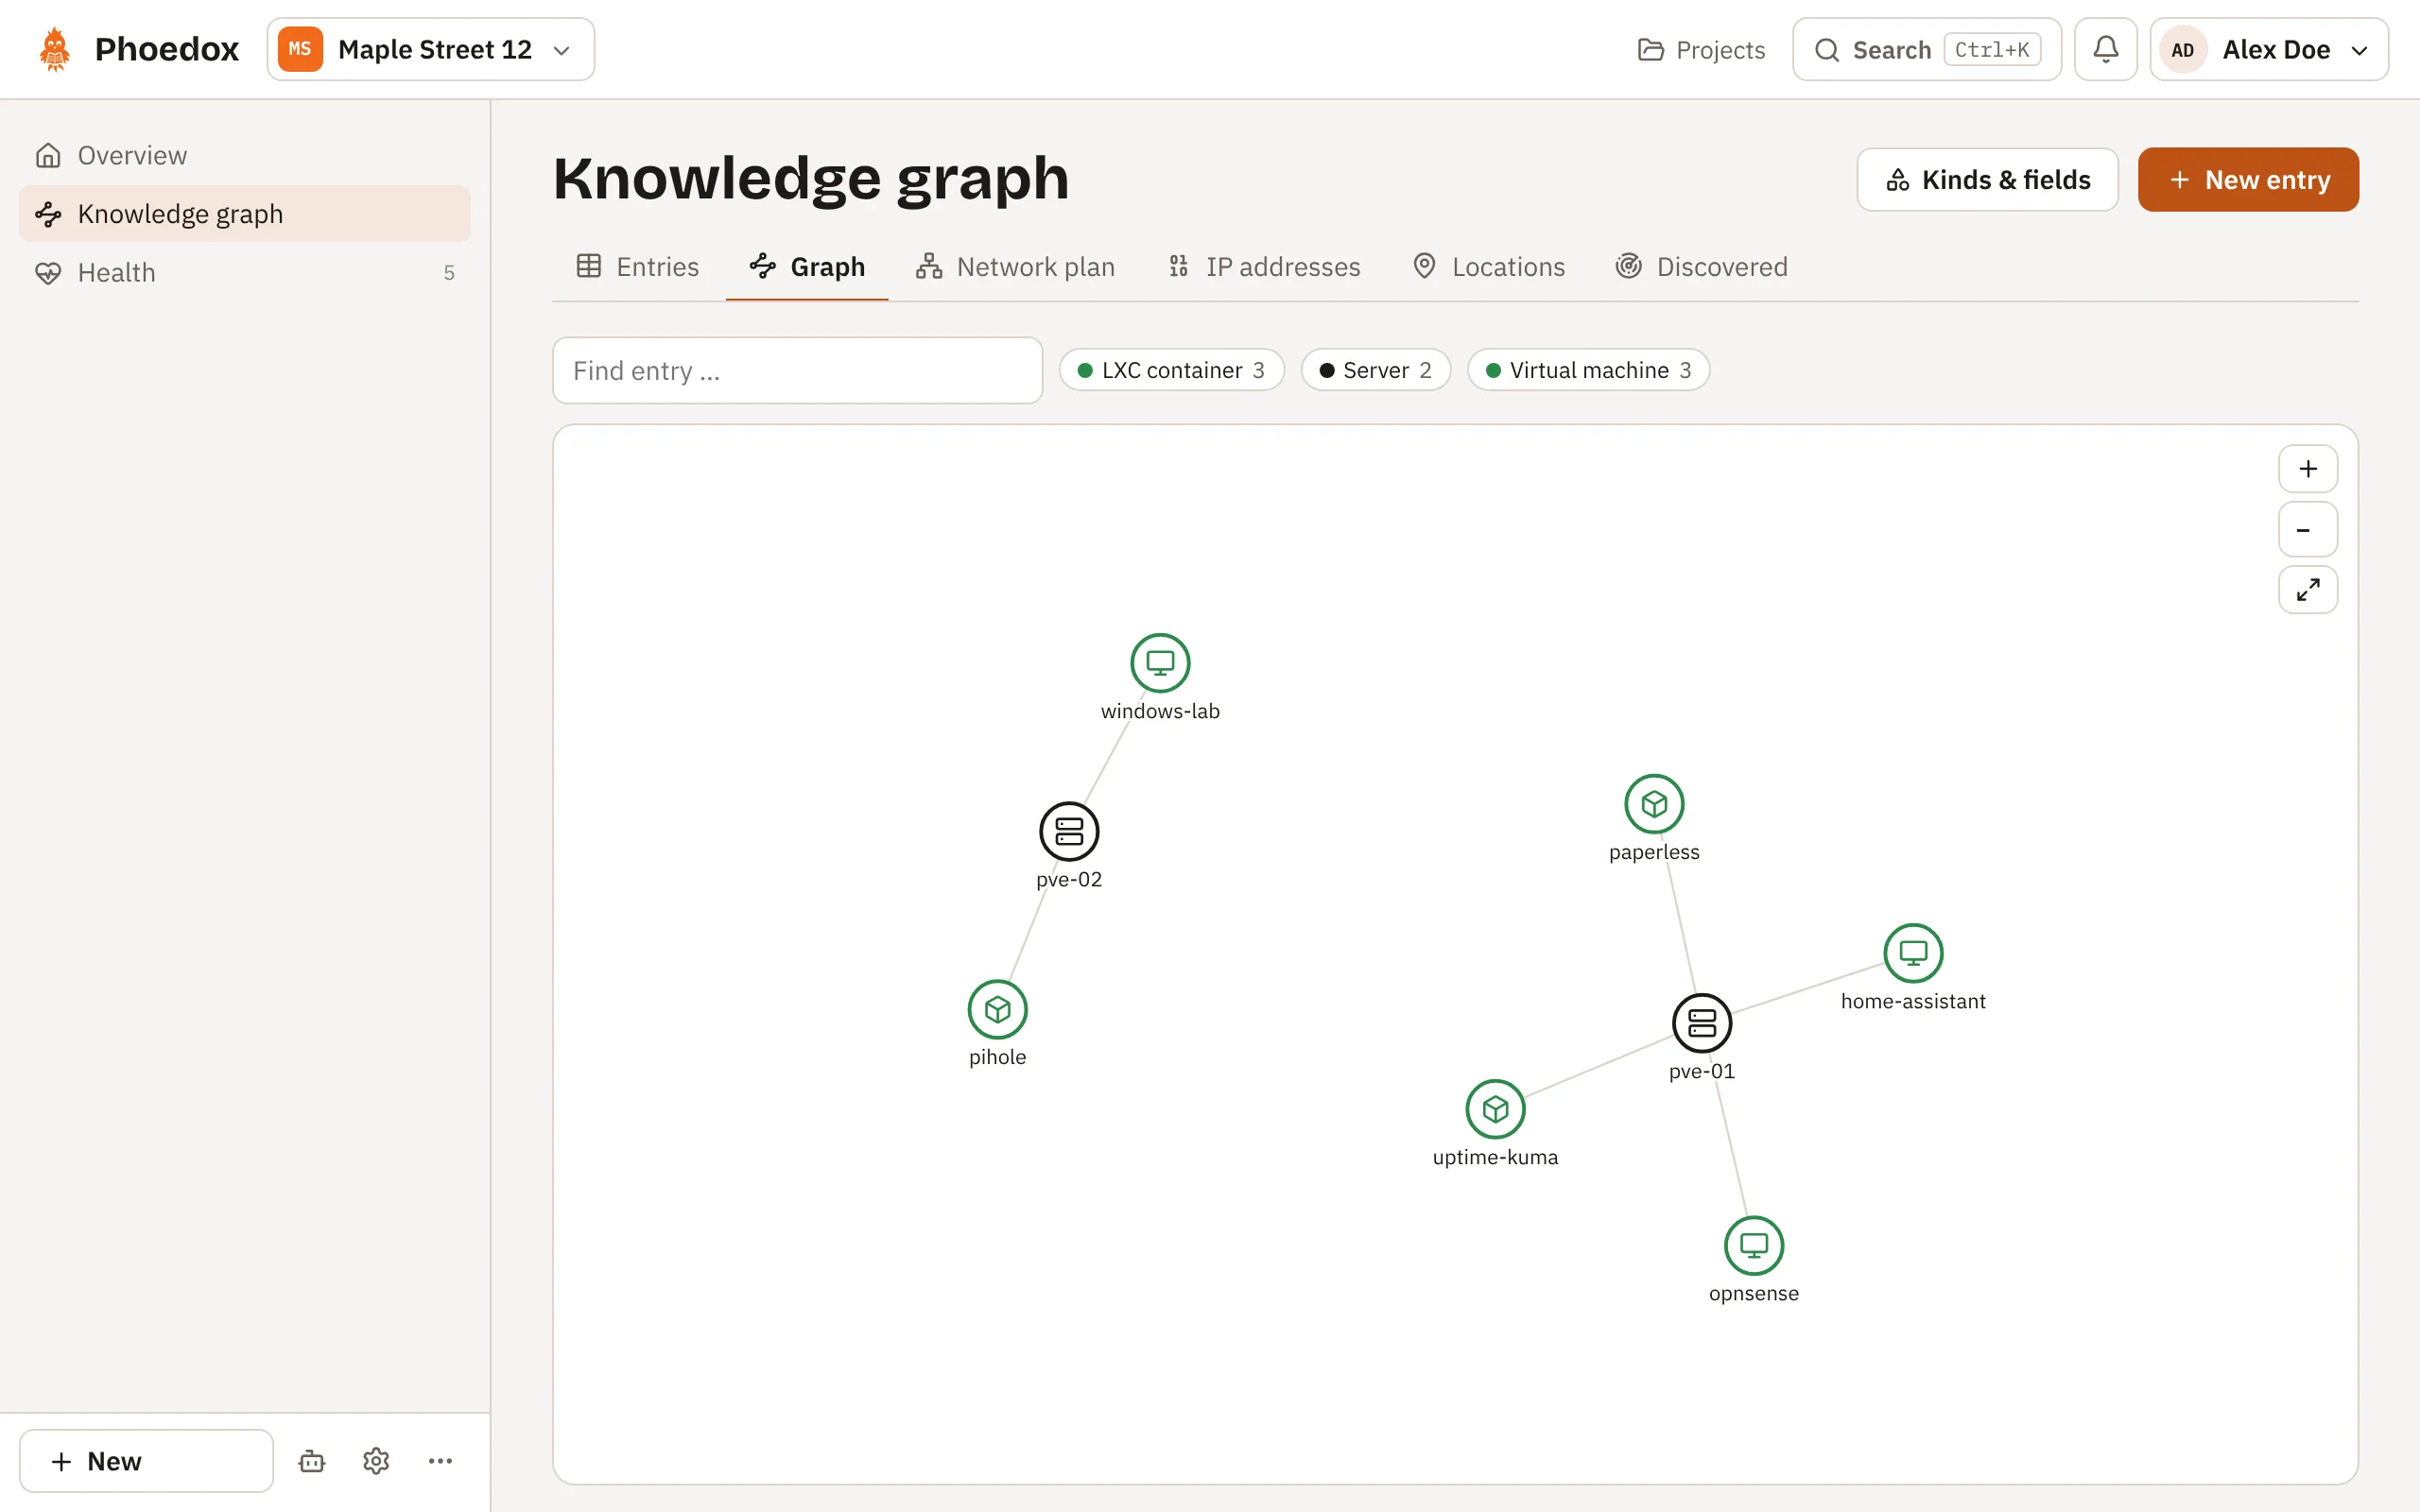 Phoedox
MS Maple Street 12
Projects
Search Ctrl+K
AD Alex Doe
Overview
Knowledge graph
Health 5
Knowledge graph
Kinds & fields
+ New entry
Entries
Graph
Network plan
IP addresses
Locations
Discovered
Find entry ...
LXC container 3
Server 2
Virtual machine 3
windows-lab
pve-02
pihole
paperless
home-assistant
pve-01
uptime-kuma
opnsense
+ New